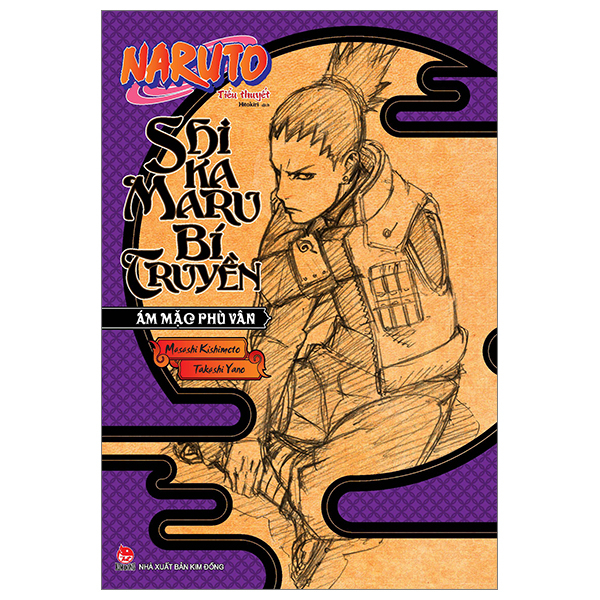 NARUTO
Tiểu thuyết
Hitokiri dịch
SHI
KA
MARU
BÍ
TRUYỀN
ÁM MẶC PHÙ VÂN
Masashi Kishimoto
Takashi Yano
NHÀ XUẤT BẢN KIM ĐỒNG